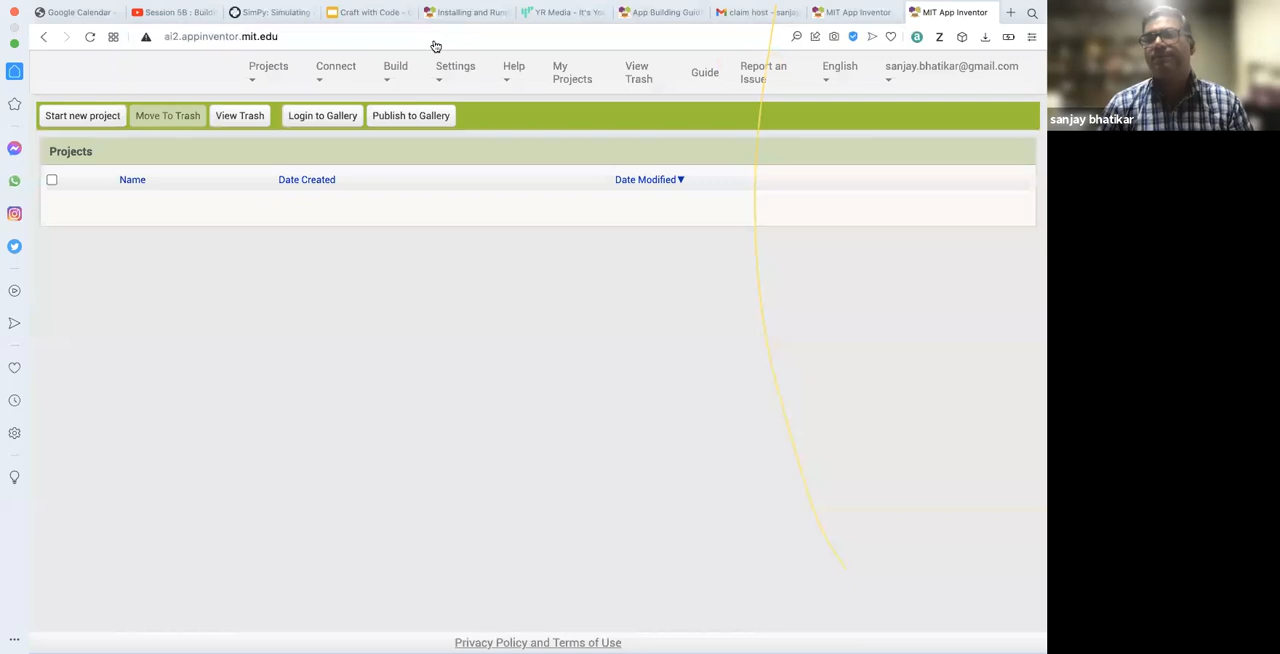 Google Calendar -
Session 5B : Buildi
SimPy: Simulating
Craft with Code - G
Installing and Runn
YR Media - It's You
App Building Guid
claim host - sanja
MIT App Inventor
MIT App Inventor
ai2.appinventor.mit.edu
Projects
Connect
Build
Settings
Help
My Projects
View Trash
Guide
Report an Issue
English
sanjay.bhatikar@gmail.com
Start new project
Move To Trash
View Trash
Login to Gallery
Publish to Gallery
Projects
Name
Date Created
Date Modified▼
Privacy Policy and Terms of Use
sanjay bhatikar